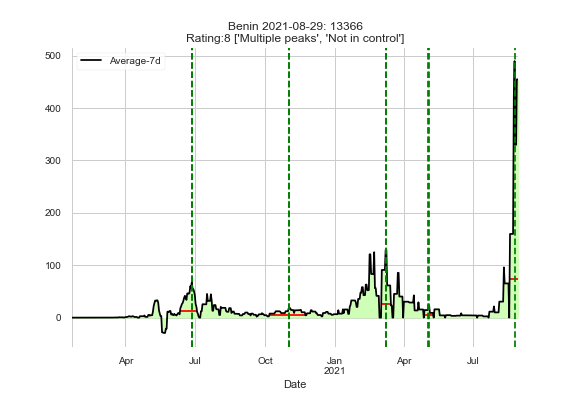 Benin 2021-08-29: 13366
Rating:8 ['Multiple peaks', 'Not in control']
Average-7d
500
400
300
200
100
0
Apr Jul Oct Jan Apr Jul
2021
Date